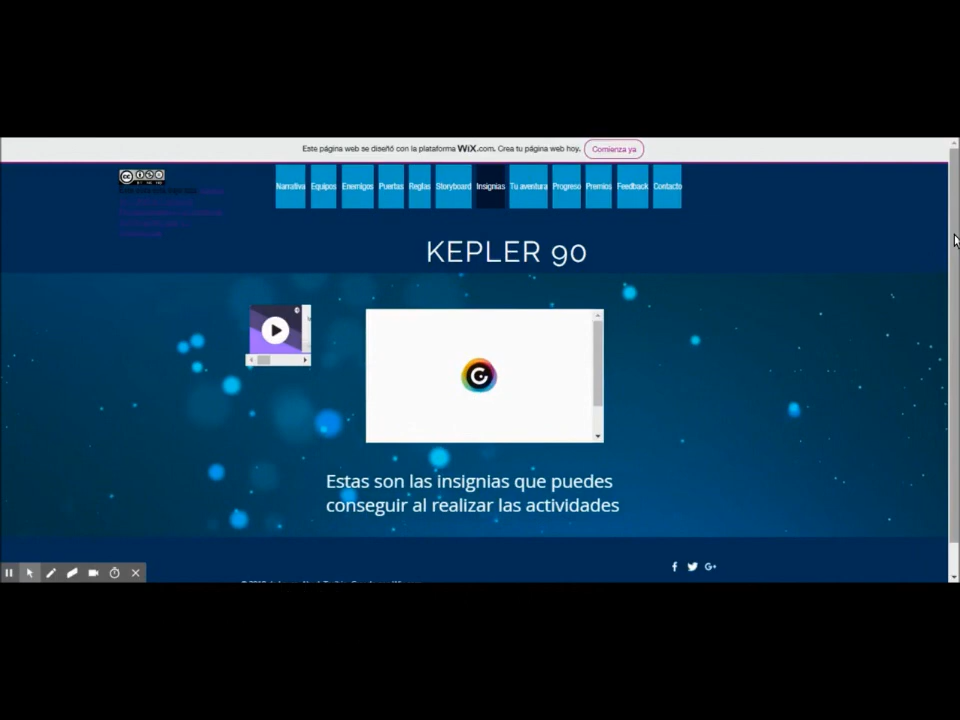 Este página web se diseñó con la plataforma WiX.com. Crea tu página web hoy. Comienza ya
Narrativa Equipos Enemigos Puertas Reglas Storyboard Insignias Tu aventura Progreso Premios Feedback Contacto
KEPLER 90
Estas son las insignias que puedes
conseguir al realizar las actividades